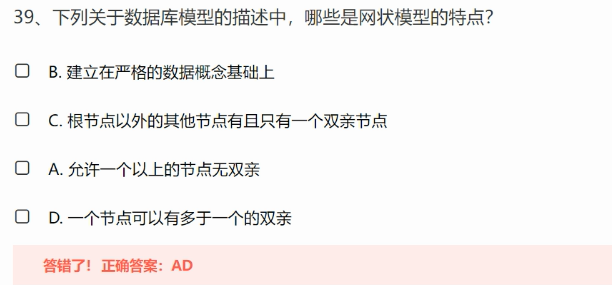 39、下列关于数据库模型的描述中，哪些是网状模型的特点？
B. 建立在严格的数据概念基础上
C. 根节点以外的其他节点有且只有一个双亲节点
A. 允许一个以上的节点无双亲
D. 一个节点可以有多于一个的双亲
答错了！正确答案：AD